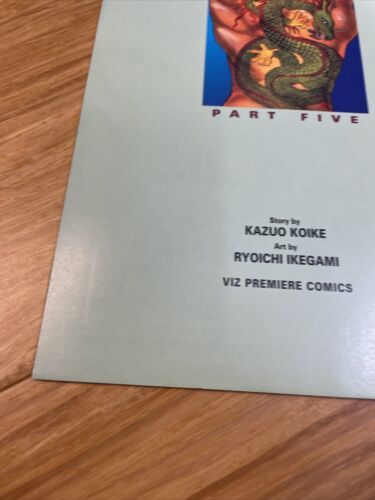 PART FIVE
Story by
KAZUO KOIKE
Art by
RYOICHI IKEGAMI
VIZ PREMIERE COMICS